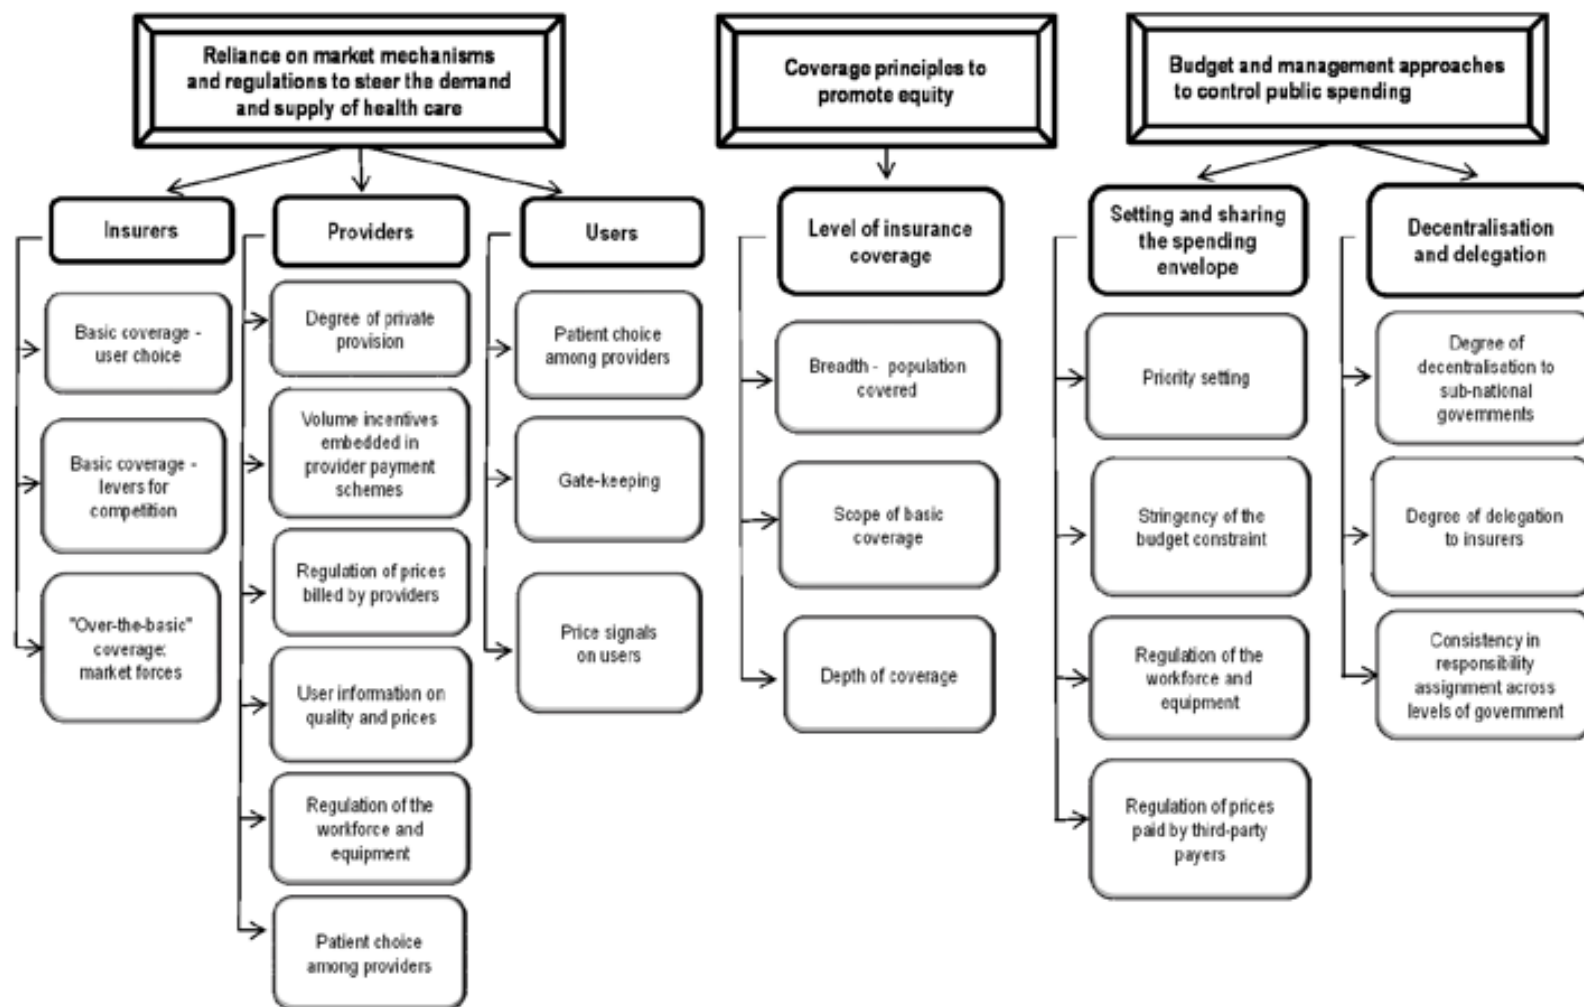 Reliance on market mechanisms
and regulations to steer the demand
and supply of health care
Coverage principles to
promote equity
Budget and management approaches
to control public spending
Insurers
Basic coverage -
user choice
Basic coverage -
levers for
competition
"Over-the-basic"
coverage:
market forces
Providers
Degree of private
provision
Volume incentives
embedded in
provider payment
schemes
Regulation of prices
billed by providers
User information on
quality and prices
Regulation of the
workforce and
equipment
Patient choice
among providers
Users
Patient choice
among providers
Gate-keeping
Price signals
on users
Level of insurance
coverage
Breadth - population
covered
Scope of basic
coverage
Depth of coverage
Setting and sharing
the spending
envelope
Priority setting
Stringency of the
budget constraint
Regulation of the
workforce and
equipment
Regulation of prices
paid by third-party
payers
Decentralisation
and delegation
Degree of
decentralisation to
sub-national
governments
Degree of delegation
to insurers
Consistency in
responsibility
assignment across
levels of government